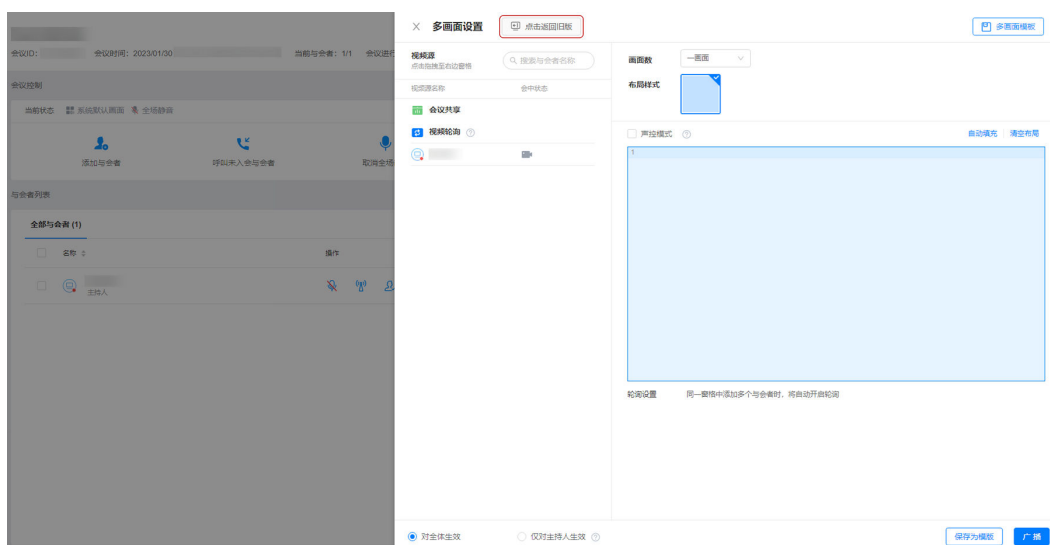 多画面设置
点击返回旧版
多画面模板
会议ID:
会议时间: 2023/01/30
当前与会者: 1/1
会议进行
视频源
点击拖拽至右边窗格
搜索与会者名称
画面数
一画面
布局样式
会议控制
视频源名称
会中状态
当前状态
系统默认画面
全场静音
会议共享
视频轮询
声控模式
自动填充
清空布局
1
添加与会者
呼叫未入会与会者
取消全场
与会者列表
全部与会者 (1)
名称
操作
主持人
轮询设置
同一窗格中添加多个与会者时，将自动开启轮询
对全体生效
仅对主持人生效
保存为模版
广播